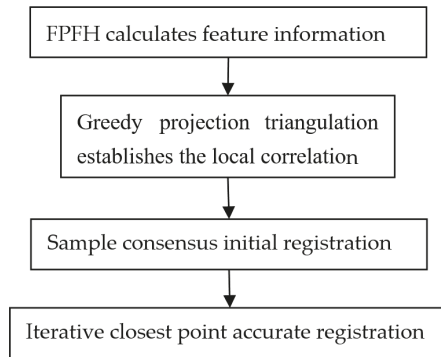 FPFH calculates feature information
Greedy projection triangulation
establishes the local correlation
Sample consensus initial registration
Iterative closest point accurate registration